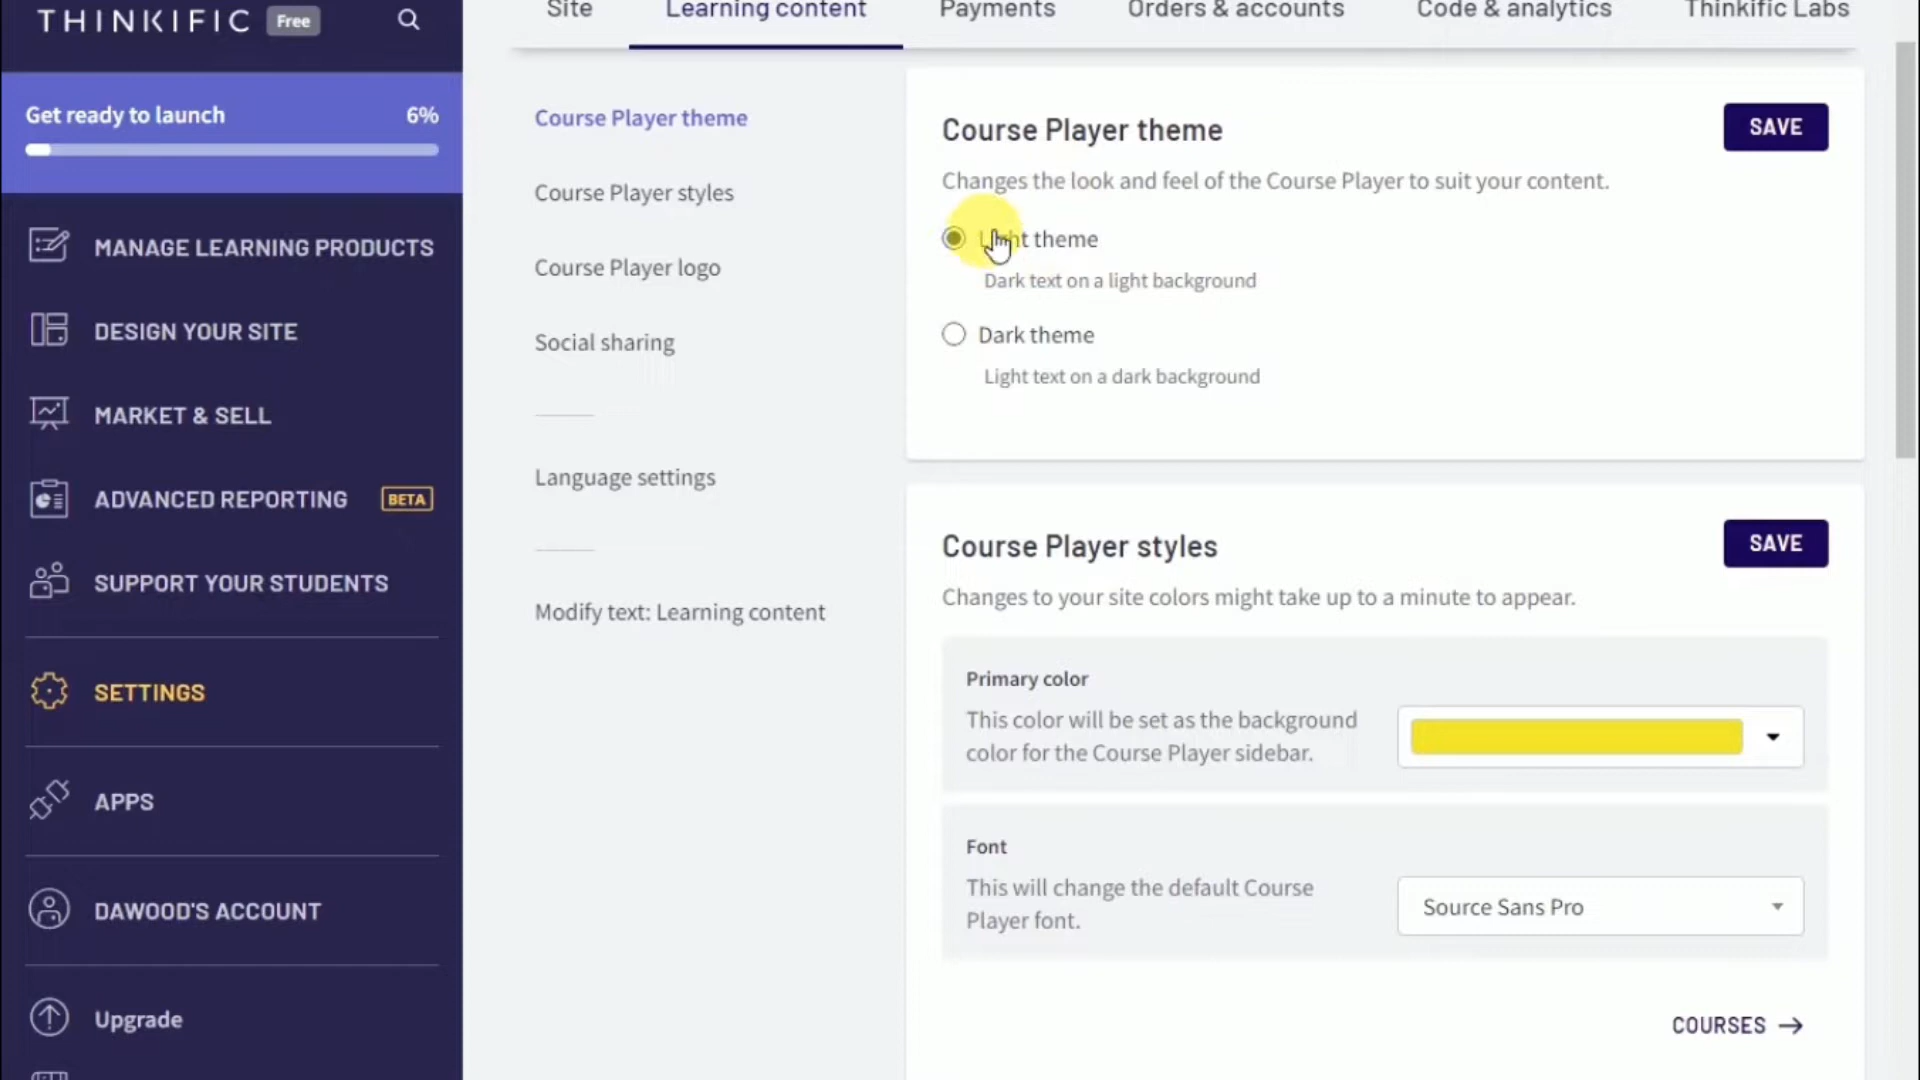 THINKIFIC Free
Get ready to launch 6%
MANAGE LEARNING PRODUCTS
DESIGN YOUR SITE
MARKET & SELL
ADVANCED REPORTING BETA
SUPPORT YOUR STUDENTS
SETTINGS
APPS
DAWOOD'S ACCOUNT
Upgrade
Site Learning content Payments Orders & accounts Code & analytics Thinkific Labs
Course Player theme
Course Player styles
Course Player logo
Social sharing
Language settings
Modify text: Learning content
Course Player theme
SAVE
Changes the look and feel of the Course Player to suit your content.
Light theme
Dark text on a light background
Dark theme
Light text on a dark background
Course Player styles
SAVE
Changes to your site colors might take up to a minute to appear.
Primary color
This color will be set as the background
color for the Course Player sidebar.
Font
This will change the default Course
Player font.
Source Sans Pro
COURSES